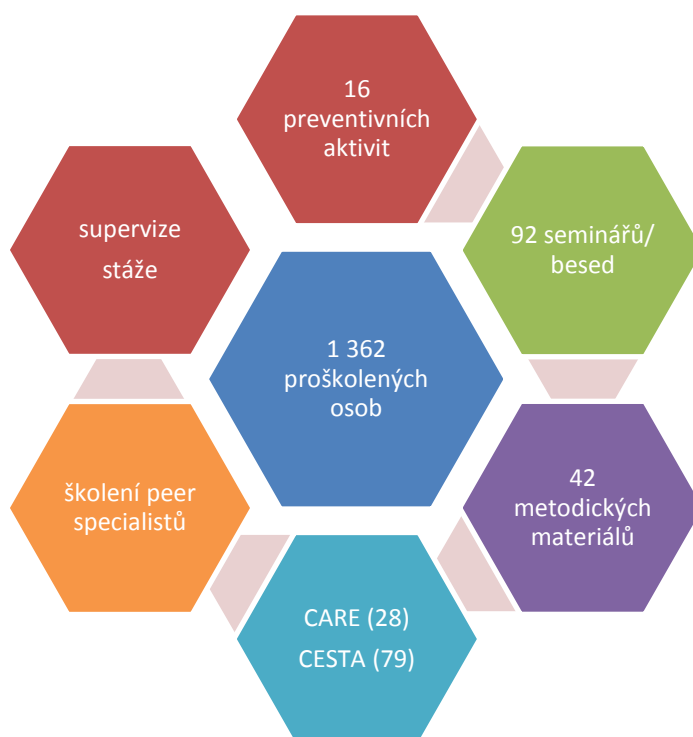 16
preventivních
aktivit
supervize
stáže
92 seminářů/
besed
1 362
proškolených
osob
školení peer
specialistů
42
metodických
materiálů
CARE (28)
CESTA (79)